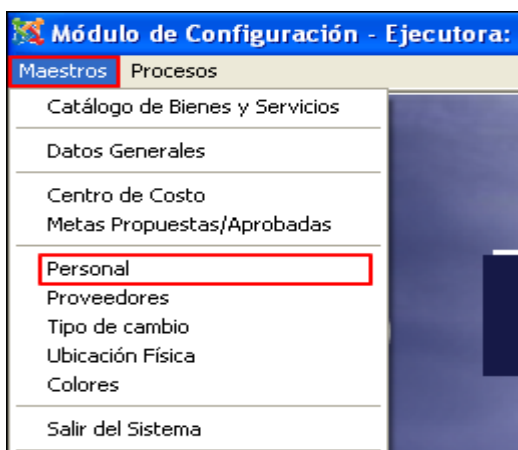 Módulo de Configuración - Ejecutora:
Maestros Procesos
Catálogo de Bienes y Servicios
Datos Generales
Centro de Costo
Metas Propuestas/Aprobadas
Personal
Proveedores
Tipo de cambio
Ubicación Física
Colores
Salir del Sistema